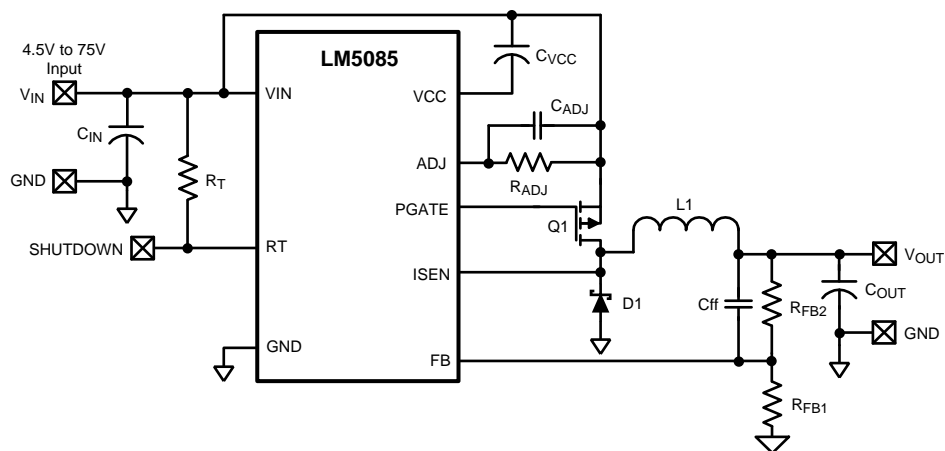 4.5V to 75V
Input
VIN
GND
SHUTDOWN
CIN
RT
LM5085
VIN
RT
GND
VCC
ADJ
PGATE
ISEN
FB
CVCC
CADJ
RADJ
Q1
L1
D1
Cff
RFB2
RFB1
COUT
VOUT
GND